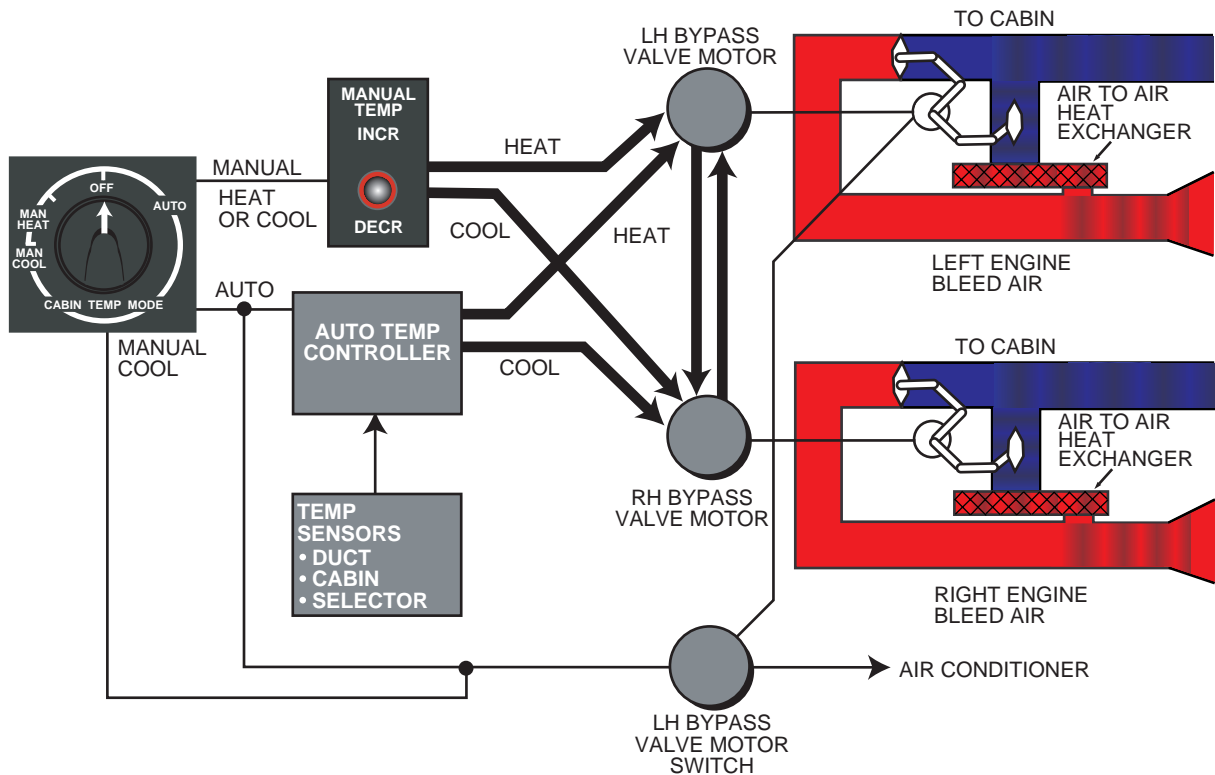 TO CABIN
LH BYPASS
VALVE MOTOR
AIR TO AIR
HEAT
EXCHANGER
MANUAL
TEMP
INCR
DECR
HEAT
COOL
MANUAL
HEAT
OR COOL
OFF
AUTO
MAN
HEAT
MAN
COOL
CABIN TEMP MODE
HEAT
LEFT ENGINE
BLEED AIR
AUTO
MANUAL
COOL
AUTO TEMP
CONTROLLER
COOL
TO CABIN
AIR TO AIR
HEAT
EXCHANGER
RH BYPASS
VALVE MOTOR
TEMP
SENSORS
• DUCT
• CABIN
• SELECTOR
RIGHT ENGINE
BLEED AIR
AIR CONDITIONER
LH BYPASS
VALVE MOTOR
SWITCH